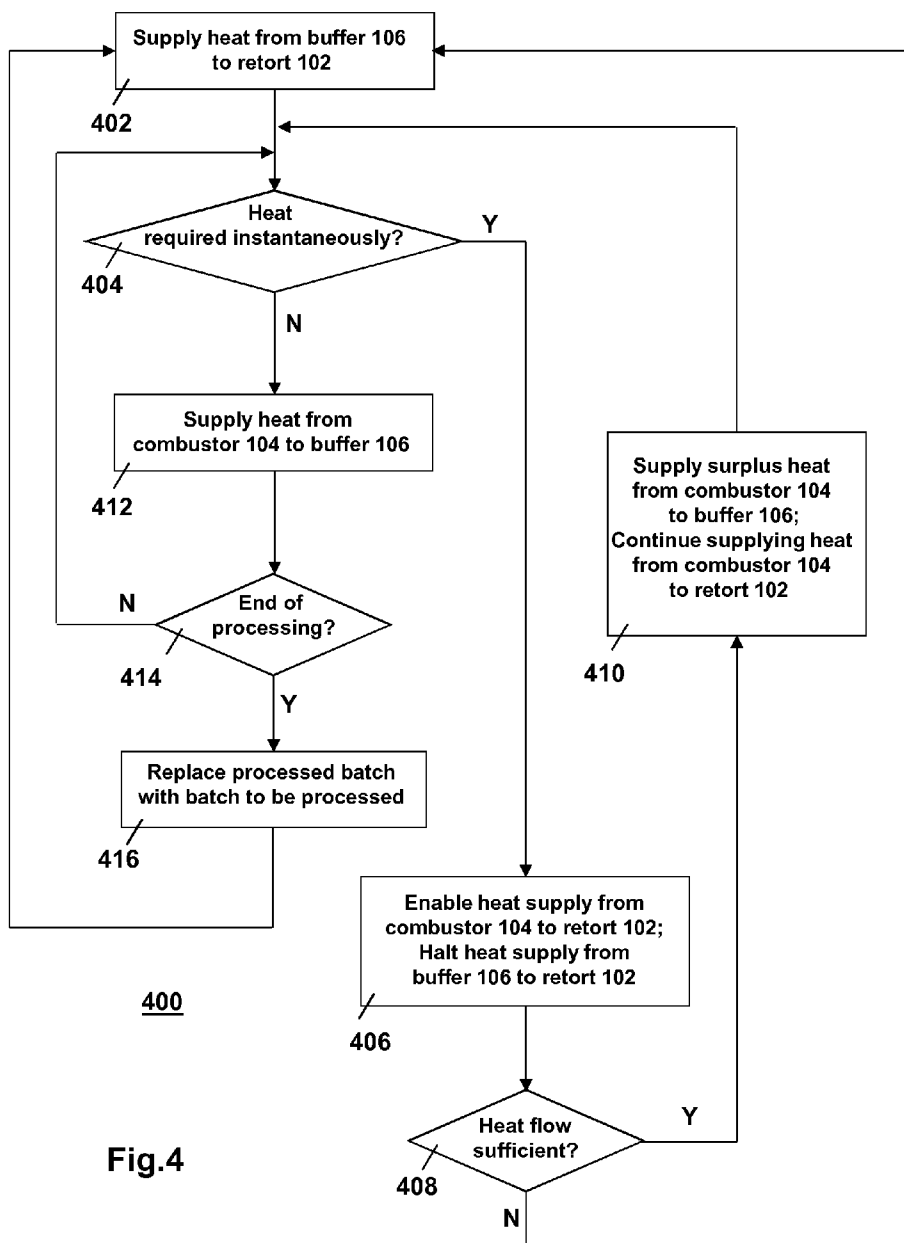 Supply heat from buffer 106
to retort 102
402
Heat
required instantaneously?
Y
404
N
Supply heat from
combustor 104 to buffer 106
412
Supply surplus heat
from combustor 104
to buffer 106;
Continue supplying heat
from combustor 104
to retort 102
410
N
End of
processing?
414
Y
Replace processed batch
with batch to be processed
416
Enable heat supply from
combustor 104 to retort 102;
Halt heat supply from
buffer 106 to retort 102
400
406
Heat flow
sufficient?
Y
Fig.4
408
N